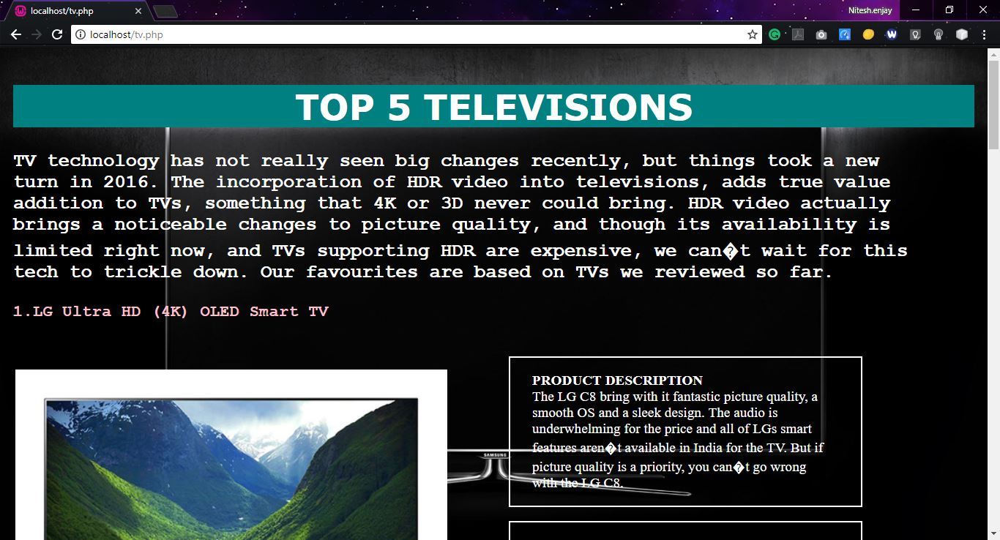 localhost/tv.php
Nitesh.enjay
localhost/tv.php
TOP 5 TELEVISIONS
TV technology has not really seen big changes recently, but things took a new
turn in 2016. The incorporation of HDR video into televisions, adds true value
addition to TVs, something that 4K or 3D never could bring. HDR video actually
brings a noticeable changes to picture quality, and though its availability is
limited right now, and TVs supporting HDR are expensive, we can�t wait for this
tech to trickle down. Our favourites are based on TVs we reviewed so far.
1.LG Ultra HD (4K) OLED Smart TV
PRODUCT DESCRIPTION
The LG C8 bring with it fantastic picture quality, a
smooth OS and a sleek design. The audio is
underwhelming for the price and all of LGs smart
features aren�t available in India for the TV. But if
picture quality is a priority, you can�t go wrong
with the LG C8.
SAMSUNG